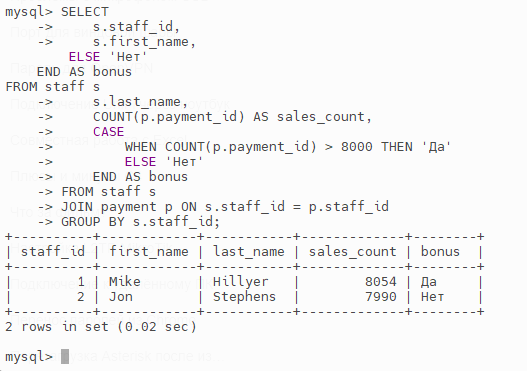 mysql> SELECT
    ->     s.staff_id,
    ->     s.first_name,
        ELSE 'Нет'
    END AS bonus
FROM staff s
    ->     s.last_name,
    ->     COUNT(p.payment_id) AS sales_count,
    ->     CASE
    ->         WHEN COUNT(p.payment_id) > 8000 THEN 'Да'
    ->         ELSE 'Нет'
    ->     END AS bonus
    -> FROM staff s
    -> JOIN payment p ON s.staff_id = p.staff_id
    -> GROUP BY s.staff_id;
+----------+------------+-----------+-------------+-------+
| staff_id | first_name | last_name | sales_count | bonus |
+----------+------------+-----------+-------------+-------+
|        1 | Mike       | Hillyer   |        8054 | Да    |
|        2 | Jon        | Stephens  |        7990 | Нет   |
+----------+------------+-----------+-------------+-------+
2 rows in set (0.02 sec)
mysql>